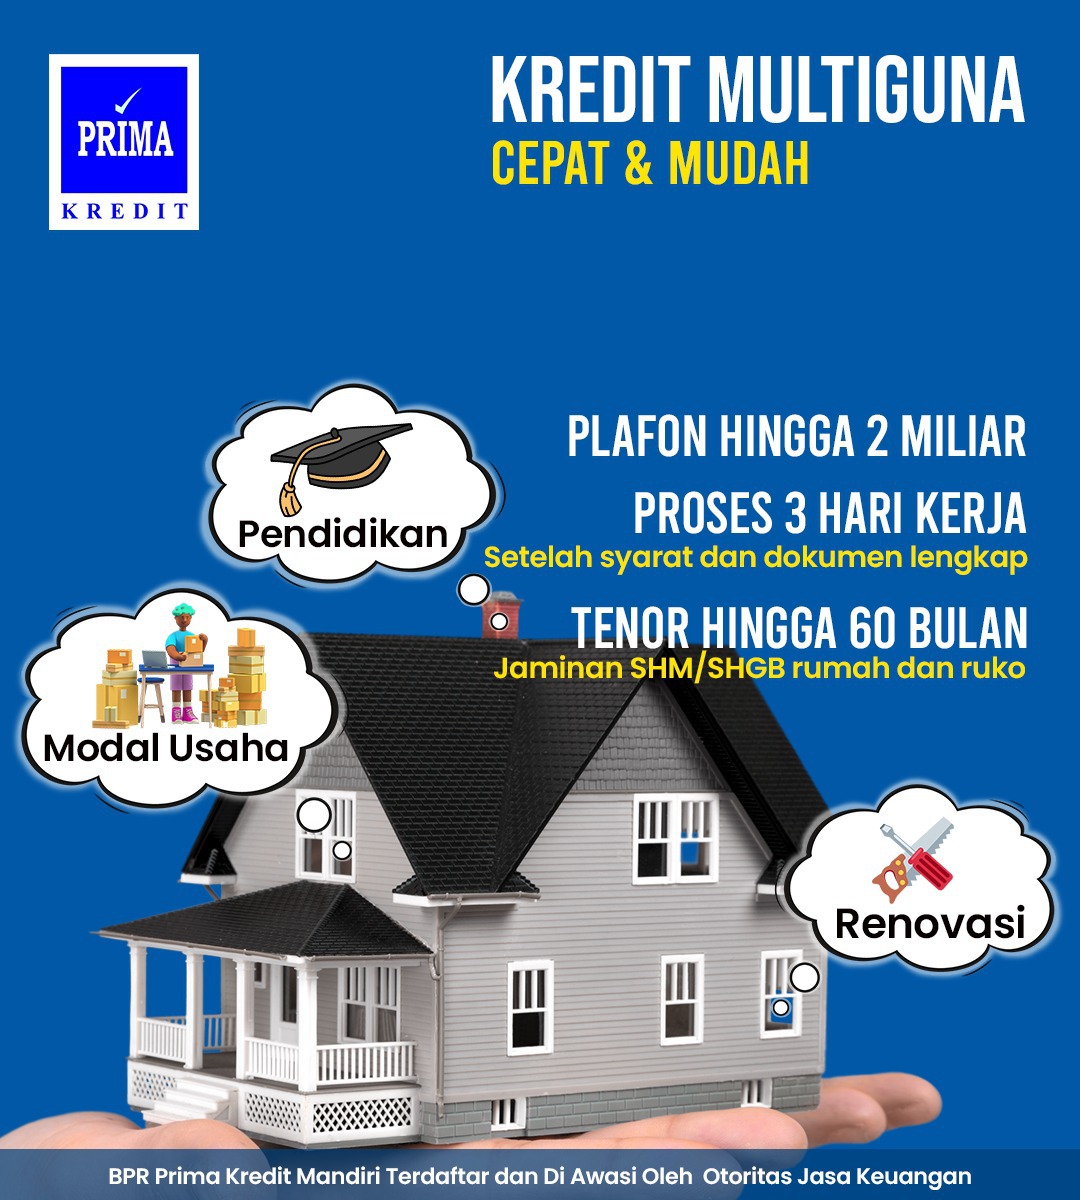 PRIMA
KREDIT
KREDIT MULTIGUNA
CEPAT & MUDAH
PLAFON HINGGA 2 MILIAR
PROSES 3 HARI KERJA
Setelah syarat dan dokumen lengkap
TENOR HINGGA 60 BULAN
Jaminan SHM/SHGB rumah dan ruko
Pendidikan
Modal Usaha
Renovasi
BPR Prima Kredit Mandiri Terdaftar dan Di Awasi Oleh Otoritas Jasa Keuangan